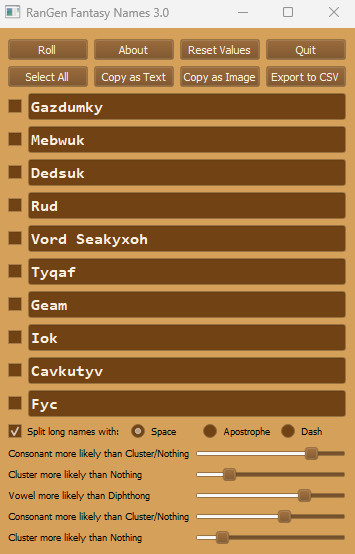 RanGen Fantasy Names 3.0
Roll About Reset Values Quit
Select All Copy as Text Copy as Image Export to CSV
Gazdumky
Mebwuk
Dedsuk
Rud
Vord Seakyxoh
Tyqaf
Geam
Iok
Cavkutyv
Fyc
Split long names with: Space Apostrophe Dash
Consonant more likely than Cluster/Nothing
Cluster more likely than Nothing
Vowel more likely than Diphthong
Consonant more likely than Cluster/Nothing
Cluster more likely than Nothing